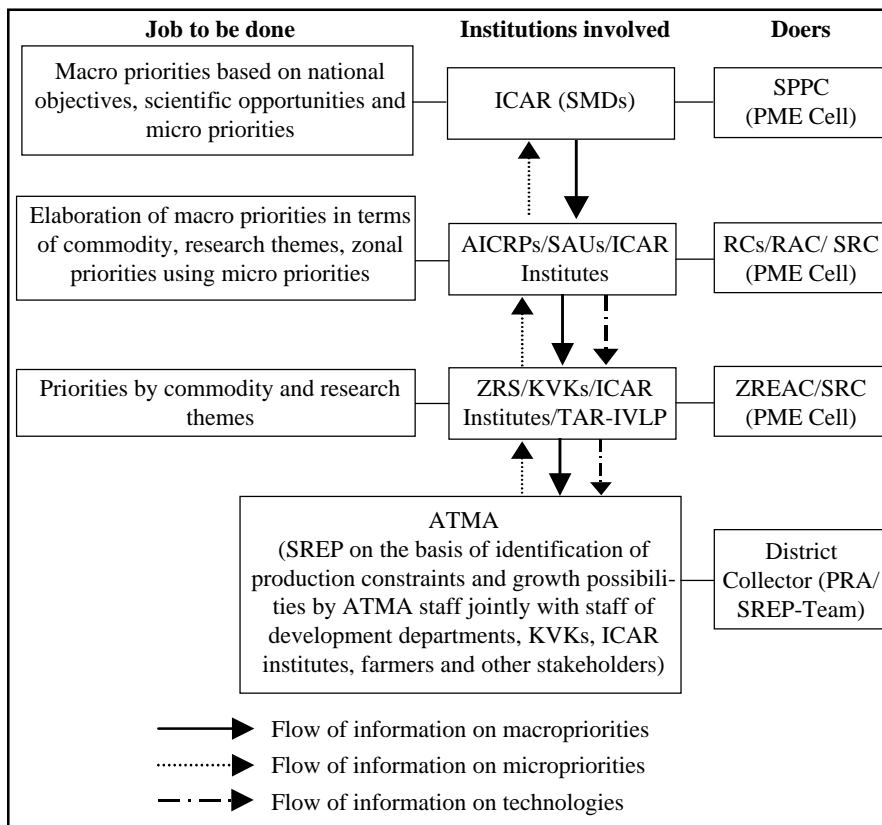 Job to be done
Institutions involved
Doers
Macro priorities based on national
objectives, scientific opportunities and
micro priorities
ICAR (SMDs)
SPPC
(PME Cell)
Elaboration of macro priorities in terms
of commodity, research themes, zonal
priorities using micro priorities
AICRPs/SAUs/ICAR
Institutes
RCs/RAC/ SRC
(PME Cell)
Priorities by commodity and research
themes
ZRS/KVKs/ICAR
Institutes/TAR-IVLP
ZREAC/SRC
(PME Cell)
ATMA
(SREP on the basis of identification of
production constraints and growth possibili-
ties by ATMA staff jointly with staff of
development departments, KVKs, ICAR
institutes, farmers and other stakeholders)
District
Collector (PRA/
SREP-Team)
Flow of information on macropriorities
Flow of information on micropriorities
Flow of information on technologies